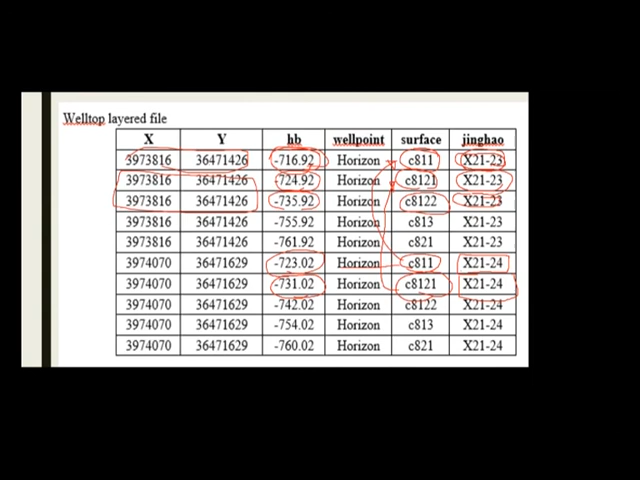 Welltop layered file
X Y hb wellpoint surface jinghao
3973816 36471426 -716.92 Horizon c811 X21-23
3973816 36471426 -724.92 Horizon c8121 X21-23
3973816 36471426 -735.92 Horizon c8122 X21-23
3973816 36471426 -755.92 Horizon c813 X21-23
3973816 36471426 -761.92 Horizon c821 X21-23
3974070 36471629 -723.02 Horizon c811 X21-24
3974070 36471629 -731.02 Horizon c8121 X21-24
3974070 36471629 -742.02 Horizon c8122 X21-24
3974070 36471629 -754.02 Horizon c813 X21-24
3974070 36471629 -760.02 Horizon c821 X21-24